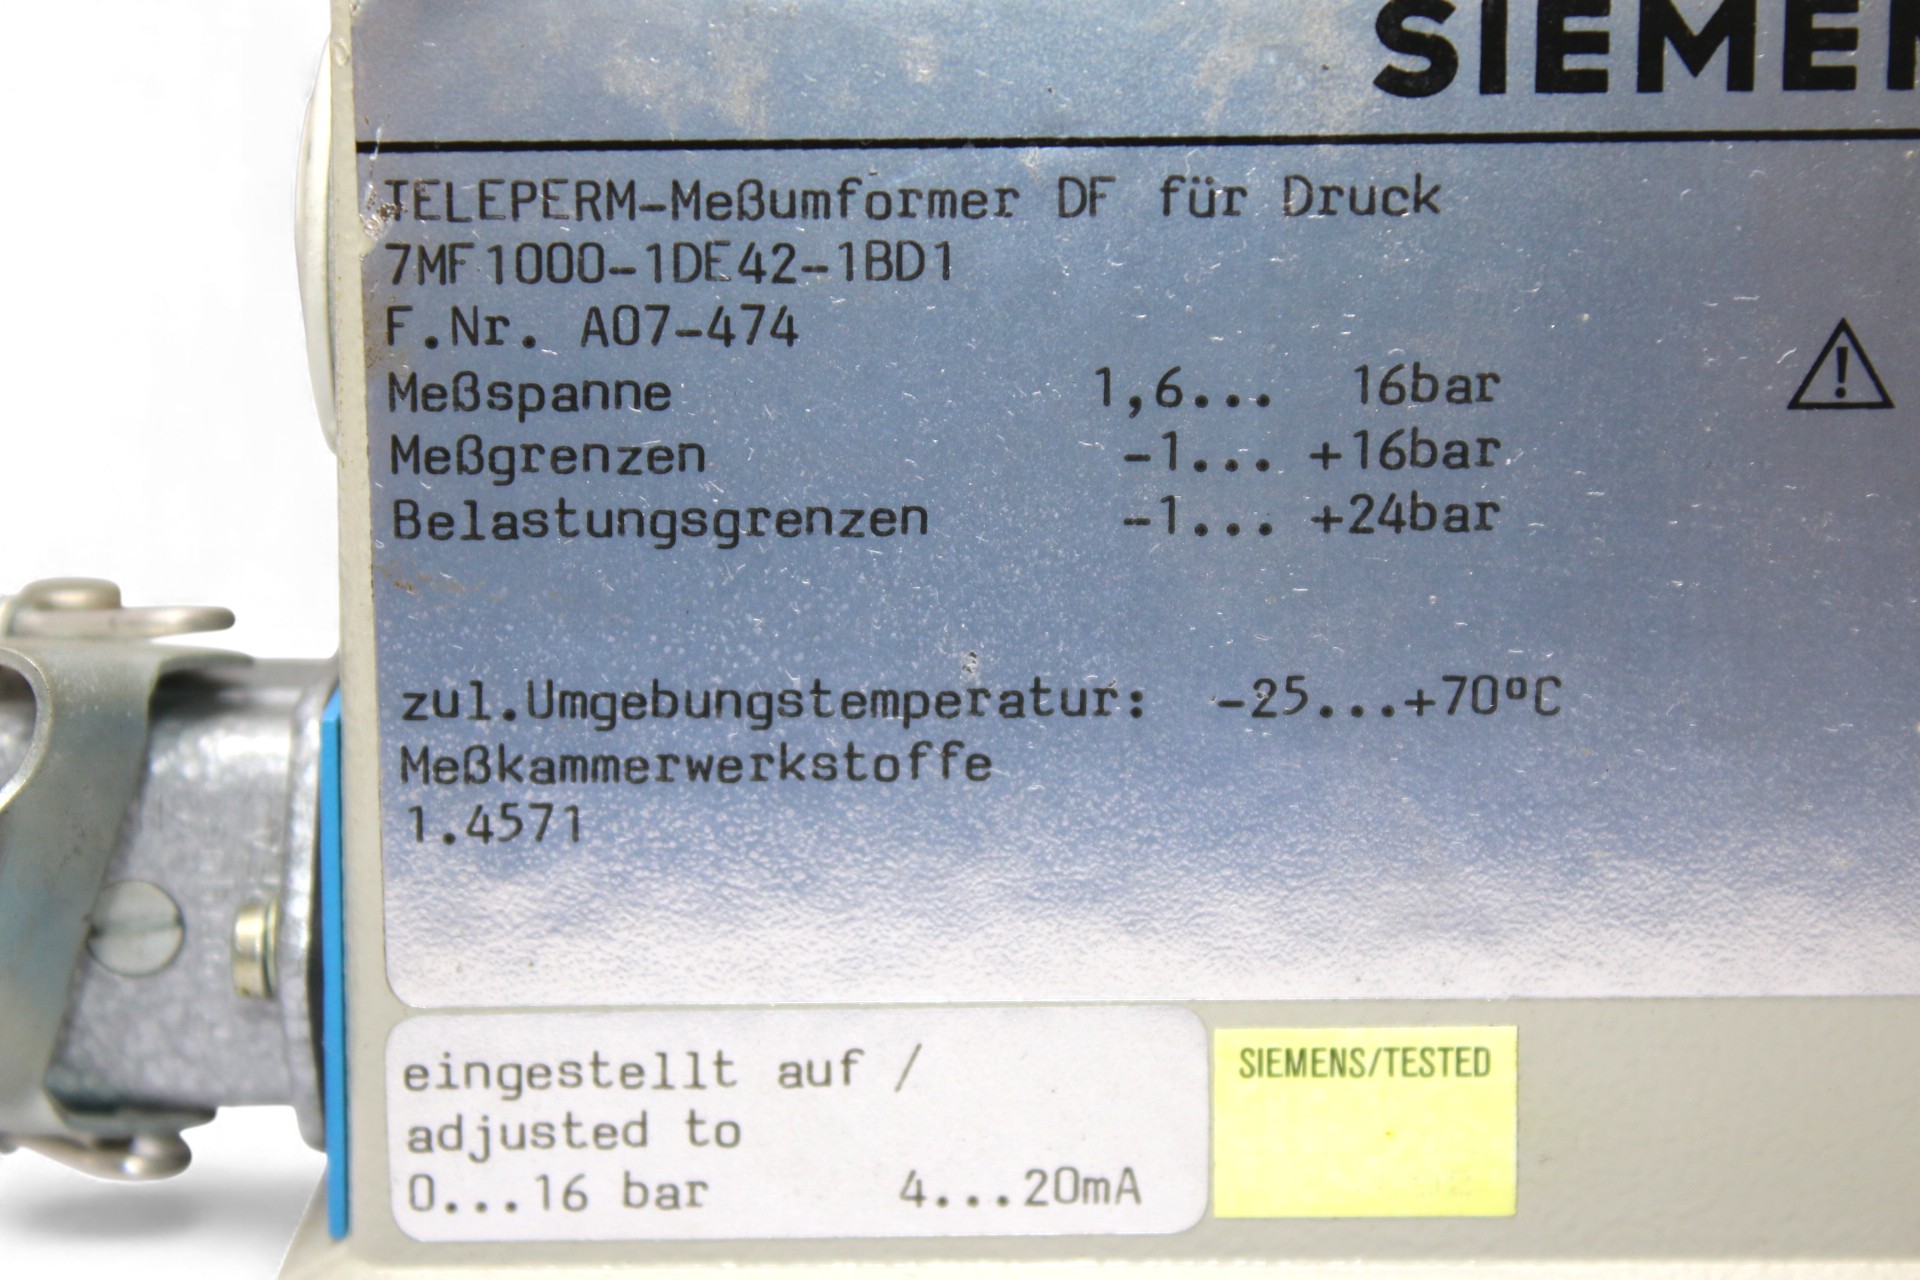 SIEMEN
TELEPERM-Meßumformer DF für Druck
7MF1000-1DE42-1BD1
F.Nr. A07-474
Meßspanne 1,6... 16bar
Meßgrenzen -1... +16bar
Belastungsgrenzen -1... +24bar
zul.Umgebungstemperatur: -25...+70ºC
Meßkammerwerkstoffe
1.4571
eingestellt auf /
adjusted to
0...16 bar 4...20mA
SIEMENS/TESTED